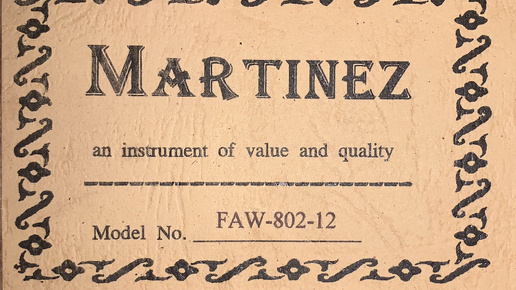 MARTINEZ
an instrument of value and quality
Model No. FAW-802-12